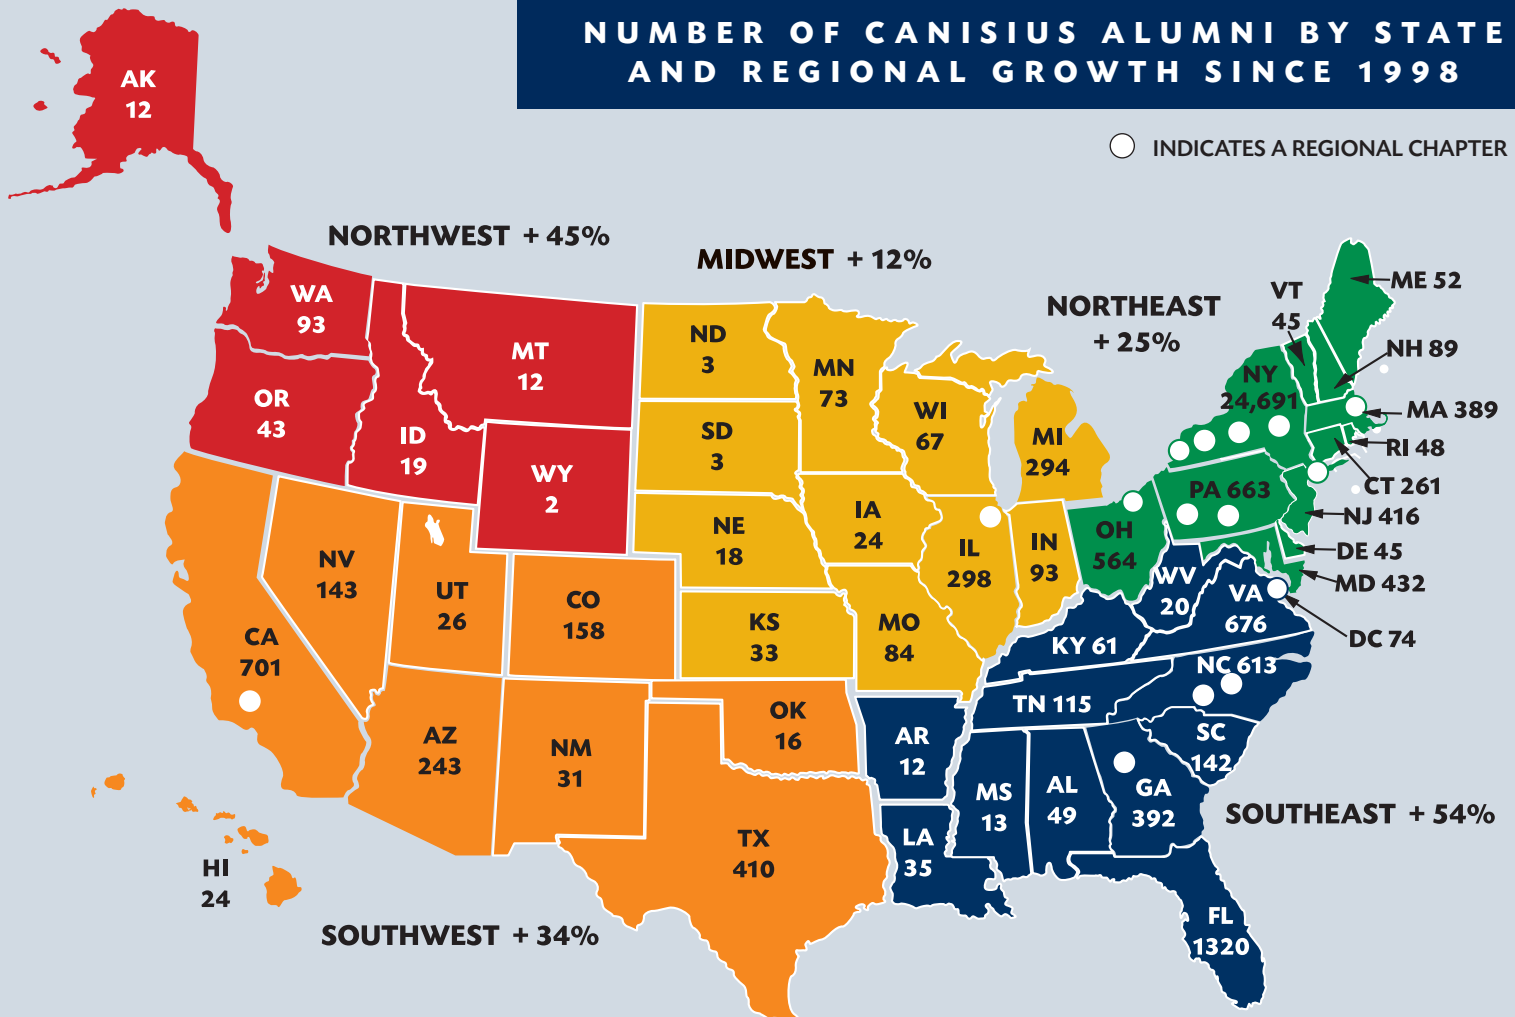 NUMBER OF CANISIUS ALUMNI BY STATE
AND REGIONAL GROWTH SINCE 1998
INDICATES A REGIONAL CHAPTER
AK
12
NORTHWEST + 45%
WA
93
OR
43
ID
19
MT
12
WY
2
MIDWEST + 12%
ND
3
SD
3
NE
18
KS
33
MN
73
IA
24
MO
84
WI
67
IL
298
MI
294
IN
93
NORTHEAST
+ 25%
OH
564
PA 663
NY
24,691
VT
45
ME 52
NH 89
MA 389
RI 48
CT 261
NJ 416
DE 45
MD 432
DC 74
WV
20
VA
676
KY 61
NC 613
TN 115
SC
142
AR
12
MS
13
AL
49
GA
392
LA
35
FL
1320
SOUTHEAST + 54%
CA
701
NV
143
UT
26
CO
158
AZ
243
NM
31
OK
16
TX
410
HI
24
SOUTHWEST + 34%